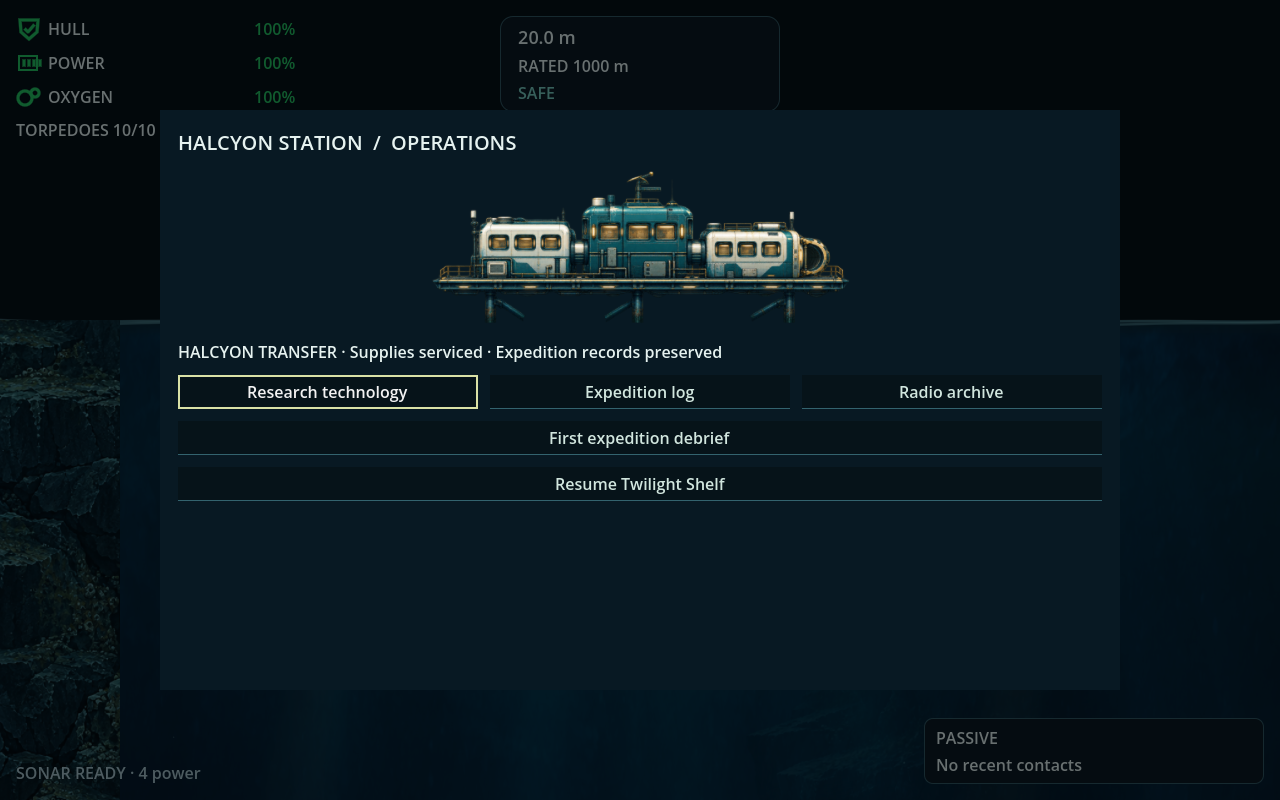 HULL 100%
POWER 100%
OXYGEN 100%
TORPEDOES 10/10
20.0 m
RATED 1000 m
SAFE
HALCYON STATION / OPERATIONS
HALCYON TRANSFER · Supplies serviced · Expedition records preserved
Research technology
Expedition log
Radio archive
First expedition debrief
Resume Twilight Shelf
PASSIVE
No recent contacts
SONAR READY · 4 power